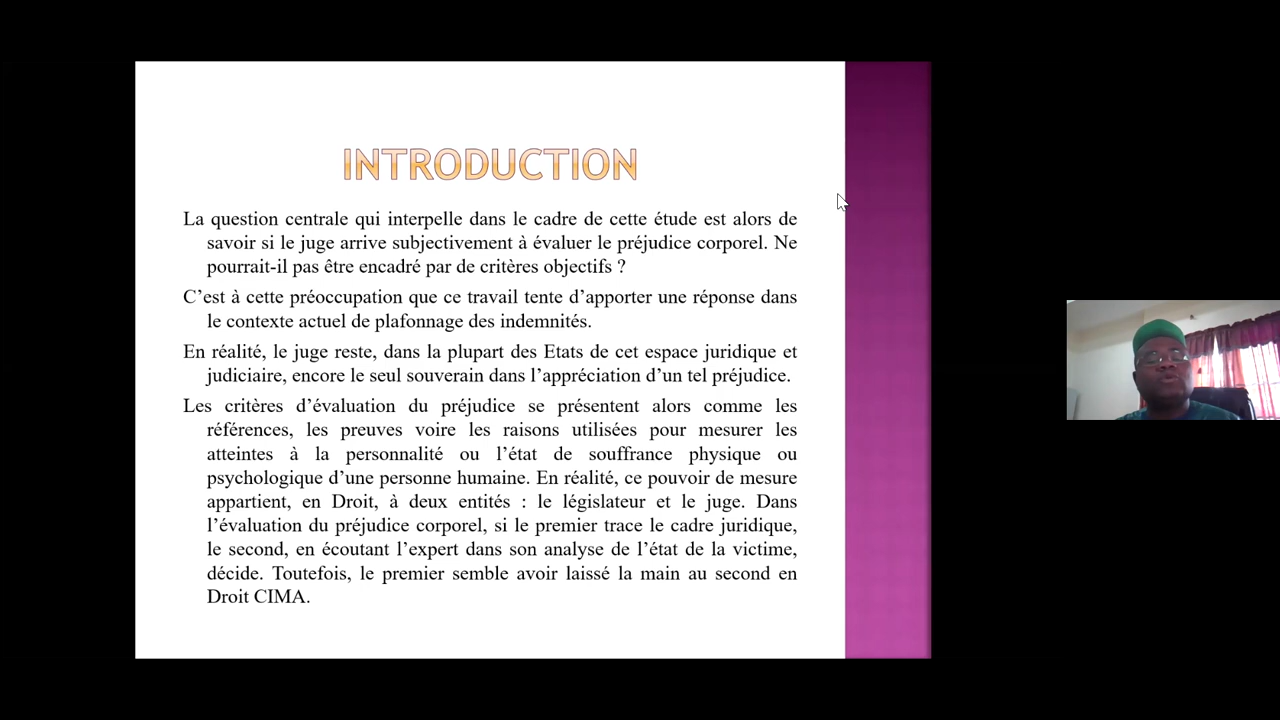 INTRODUCTION
La question centrale qui interpelle dans le cadre de cette étude est alors de
savoir si le juge arrive subjectivement à évaluer le préjudice corporel. Ne
pourrait-il pas être encadré par de critères objectifs ?
C’est à cette préoccupation que ce travail tente d’apporter une réponse dans
le contexte actuel de plafonnage des indemnités.
En réalité, le juge reste, dans la plupart des Etats de cet espace juridique et
judiciaire, encore le seul souverain dans l’appréciation d’un tel préjudice.
Les critères d’évaluation du préjudice se présentent alors comme les
références, les preuves voire les raisons utilisées pour mesurer les
atteintes à la personnalité ou l’état de souffrance physique ou
psychologique d’une personne humaine. En réalité, ce pouvoir de mesure
appartient, en Droit, à deux entités : le législateur et le juge. Dans
l’évaluation du préjudice corporel, si le premier trace le cadre juridique,
le second, en écoutant l’expert dans son analyse de l’état de la victime,
décide. Toutefois, le premier semble avoir laissé la main au second en
Droit CIMA.